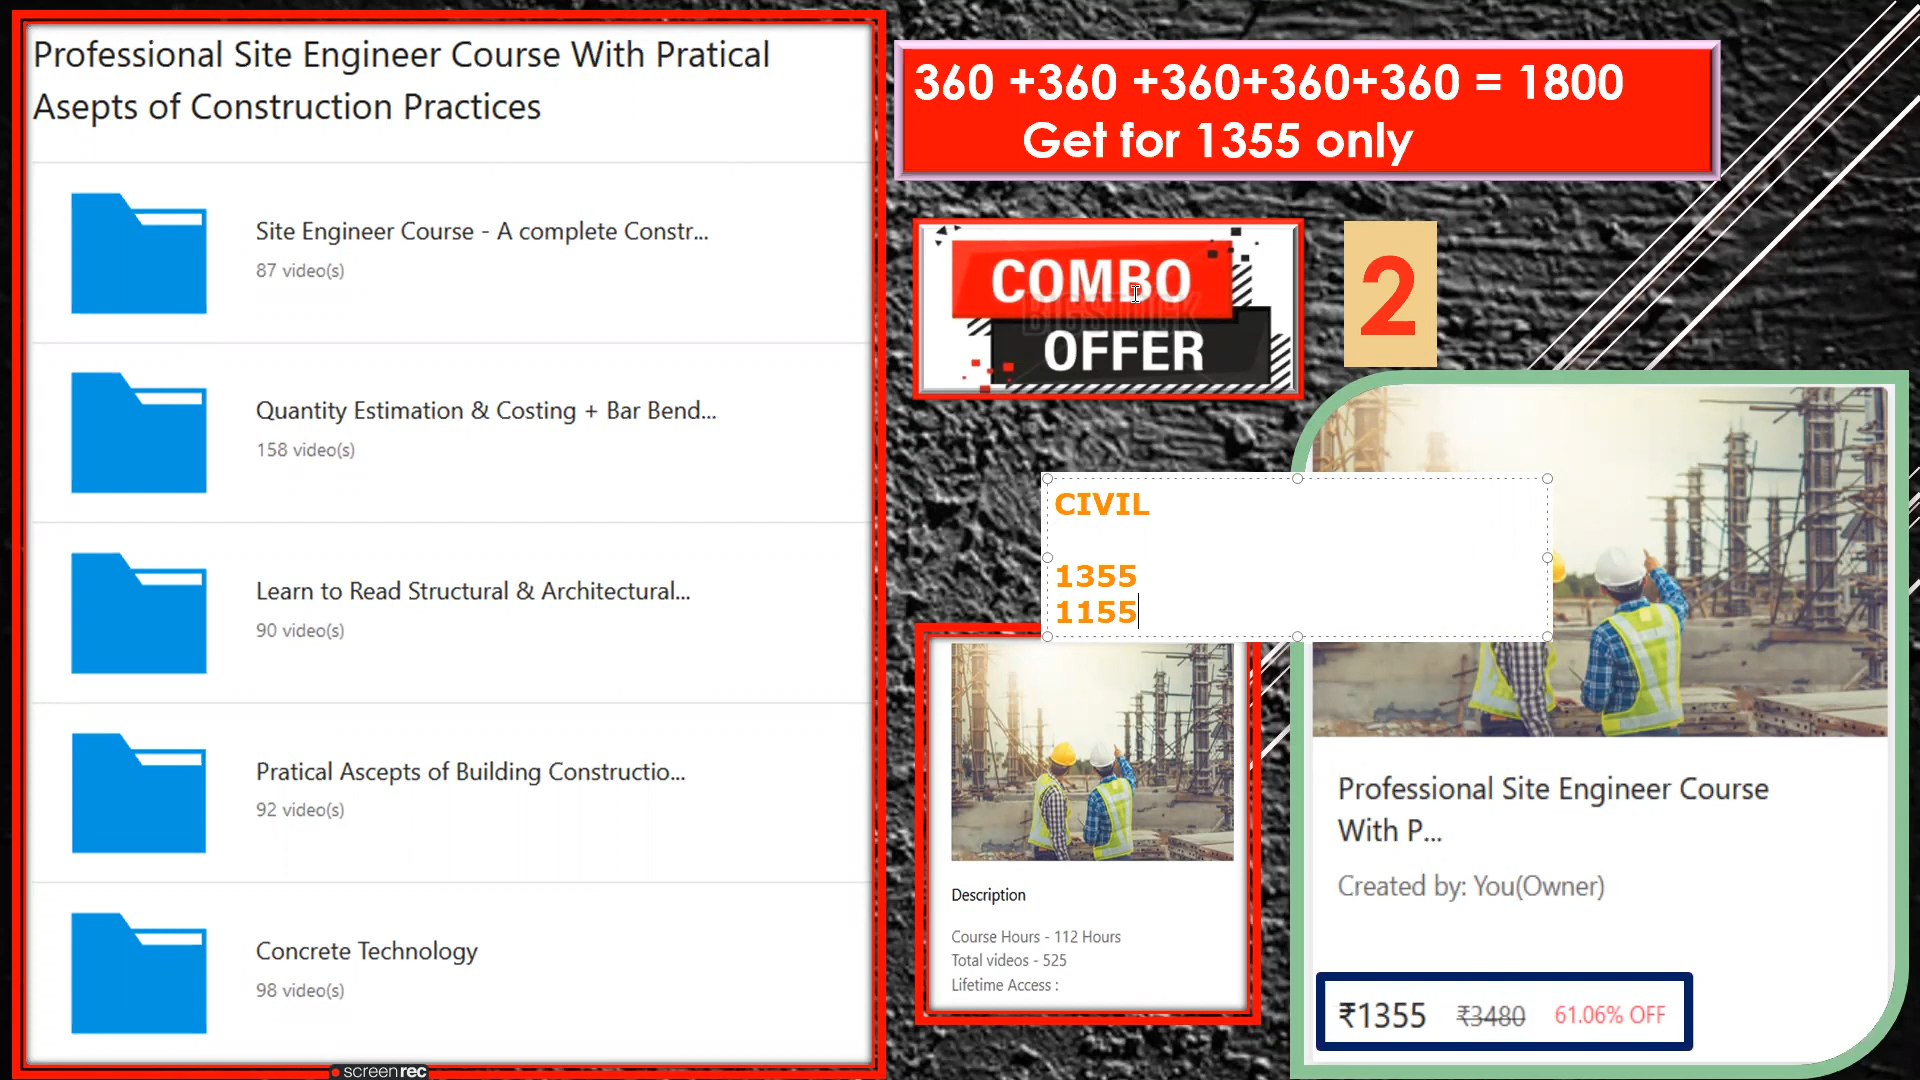 Professional Site Engineer Course With Pratical
Asepts of Construction Practices
Site Engineer Course - A complete Constr...
87 video(s)
Quantity Estimation & Costing + Bar Bend...
158 video(s)
Learn to Read Structural & Architectural...
90 video(s)
Pratical Ascepts of Building Constructio...
92 video(s)
Concrete Technology
98 video(s)
screenrec
360 +360 +360+360+360 = 1800
Get for 1355 only
COMBO
BIGSTOCK
OFFER
2
CIVIL
1355
1155
Description
Course Hours - 112 Hours
Total videos - 525
Lifetime Access :
Professional Site Engineer Course
With P...
Created by: You(Owner)
₹1355 ₹3480 61.06% OFF